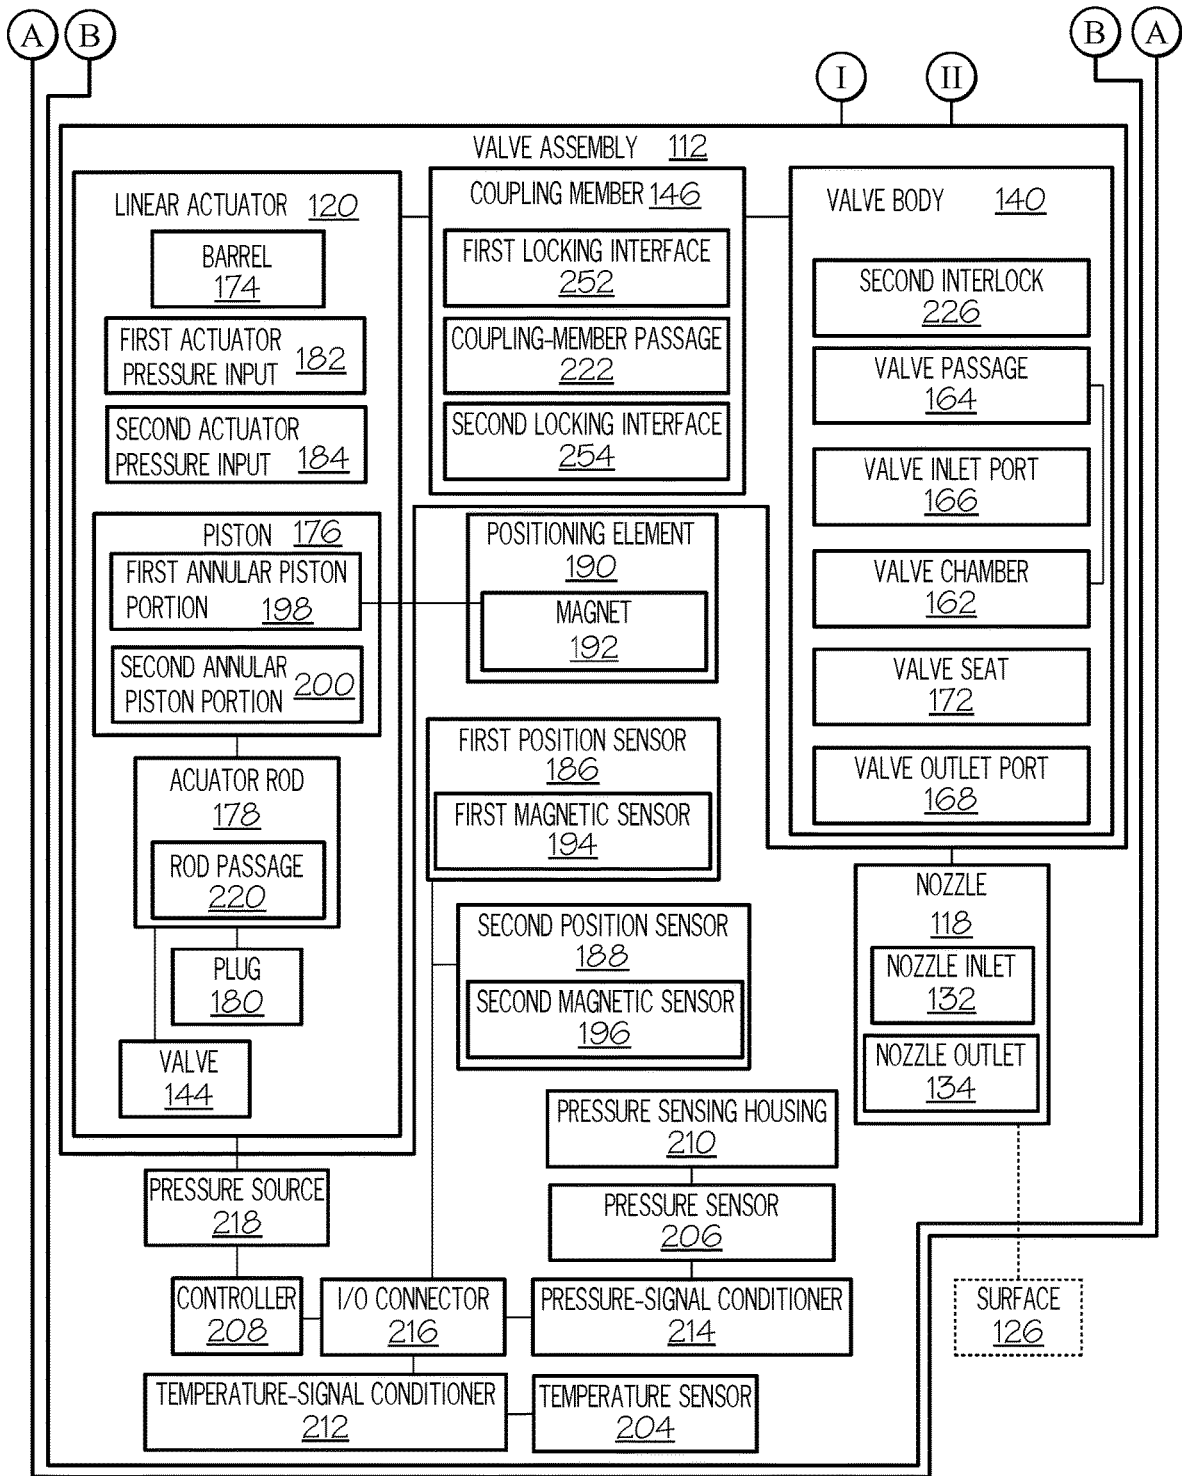 A B B A
I II
VALVE ASSEMBLY 112
LINEAR ACTUATOR 120
BARREL
174
FIRST ACTUATOR
PRESSURE INPUT 182
SECOND ACTUATOR
PRESSURE INPUT 184
PISTON 176
FIRST ANNULAR PISTON
PORTION 198
SECOND ANNULAR
PISTON PORTION 200
ACUATOR ROD
178
ROD PASSAGE
220
PLUG
180
VALVE
144
COUPLING MEMBER 146
FIRST LOCKING INTERFACE
252
COUPLING-MEMBER PASSAGE
222
SECOND LOCKING INTERFACE
254
POSITIONING ELEMENT
190
MAGNET
192
FIRST POSITION SENSOR
186
FIRST MAGNETIC SENSOR
194
SECOND POSITION SENSOR
188
SECOND MAGNETIC SENSOR
196
VALVE BODY 140
SECOND INTERLOCK
226
VALVE PASSAGE
164
VALVE INLET PORT
166
VALVE CHAMBER
162
VALVE SEAT
172
VALVE OUTLET PORT
168
NOZZLE
118
NOZZLE INLET
132
NOZZLE OUTLET
134
PRESSURE SENSING HOUSING
210
PRESSURE SOURCE
218
PRESSURE SENSOR
206
CONTROLLER
208
I/O CONNECTOR
216
PRESSURE-SIGNAL CONDITIONER
214
SURFACE
126
TEMPERATURE-SIGNAL CONDITIONER
212
TEMPERATURE SENSOR
204